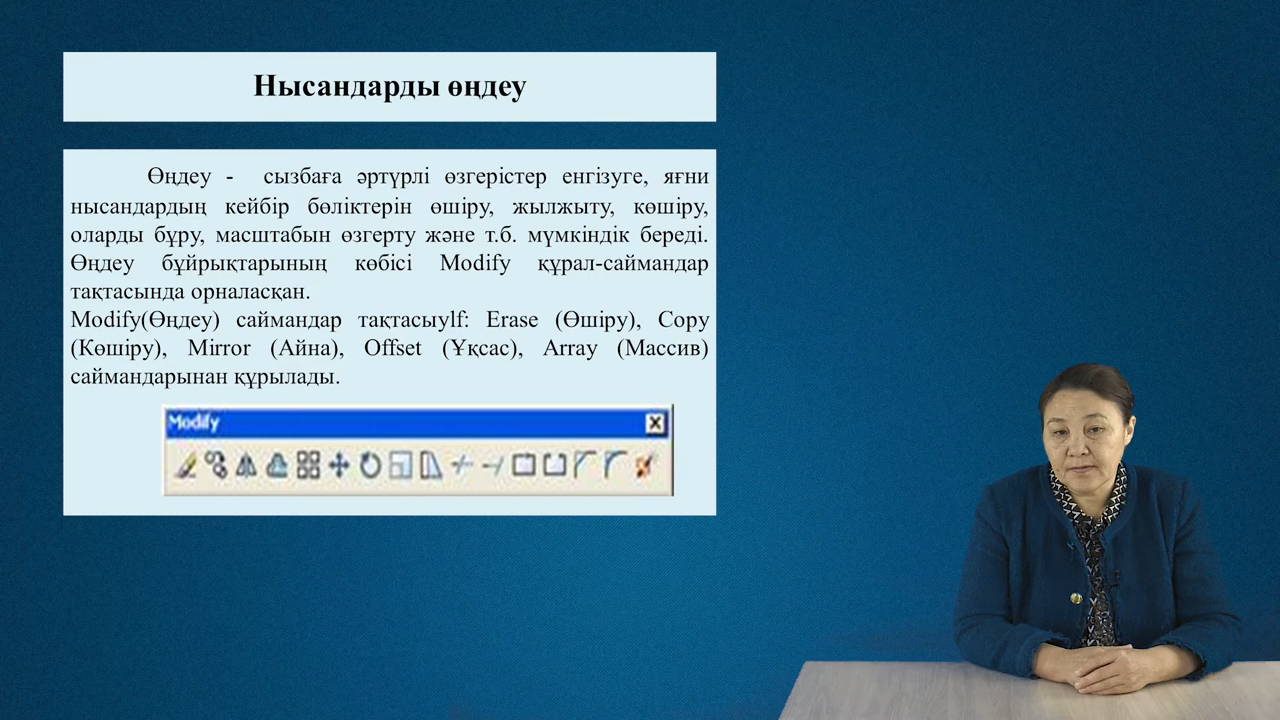 Нысандарды өңдеу
Өңдеу - сызбаға әртүрлі өзгерістер енгізуге, яғни
нысандардың кейбір бөліктерін өшіру, жылжыту, көшіру,
оларды бұру, масштабын өзгерту және т.б. мүмкіндік береді.
Өңдеу бұйрықтарының көбісі Modify құрал-саймандар
тақтасында орналасқан.
Modify(Өңдеу) саймандар тақтасыylf: Erase (Өшіру), Copy
(Көшіру), Mirror (Айна), Offset (Ұқсас), Array (Массив)
саймандарынан құрылады.
Modify